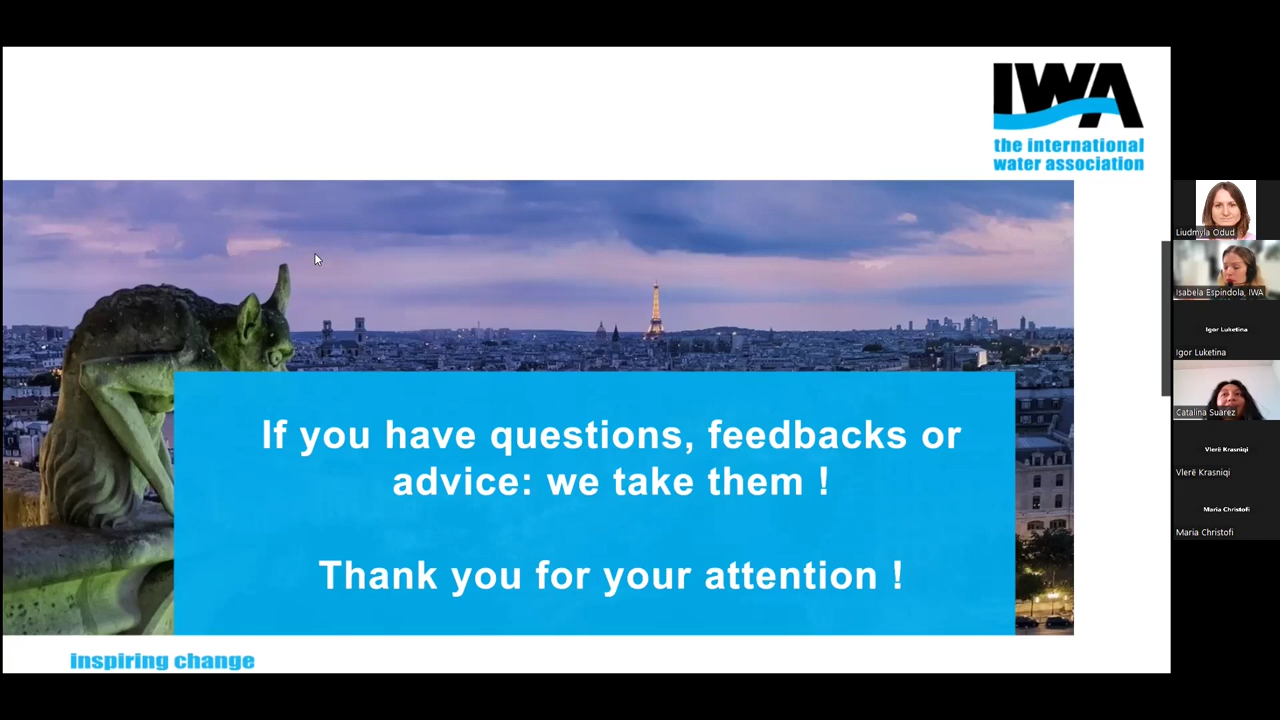 IWA
the international
water association
If you have questions, feedbacks or
advice: we take them !
Thank you for your attention !
inspiring change
Liudmyla Odud
Isabela Espindola, IWA
Igor Luketina
Igor Luketina
Catalina Suarez
Vlerë Krasniqi
Vlerë Krasniqi
Maria Christofi
Maria Christofi